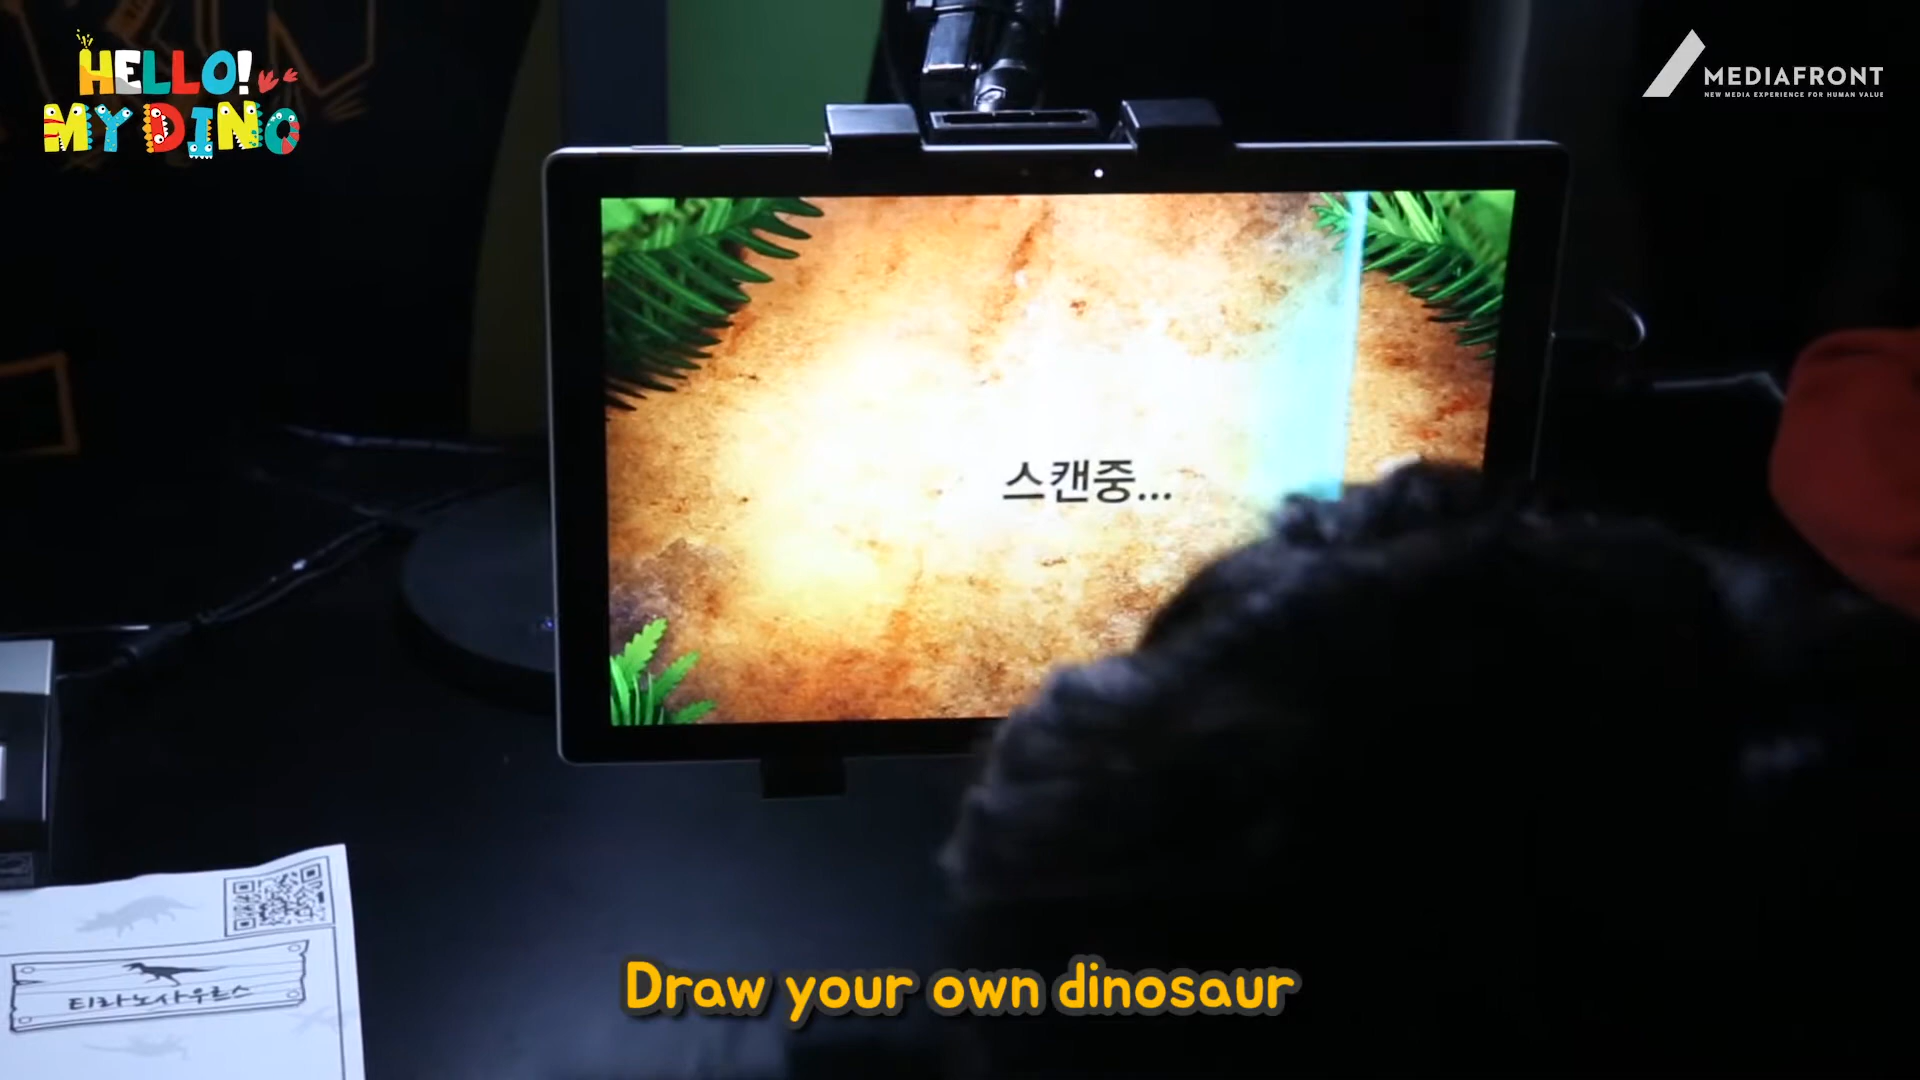 HELLO!
MY DINO
MEDIAFRONT
NEW MEDIA EXPERIENCE FOR HUMAN VALUE
스캔중...
티라노사우르스
Draw your own dinosaur